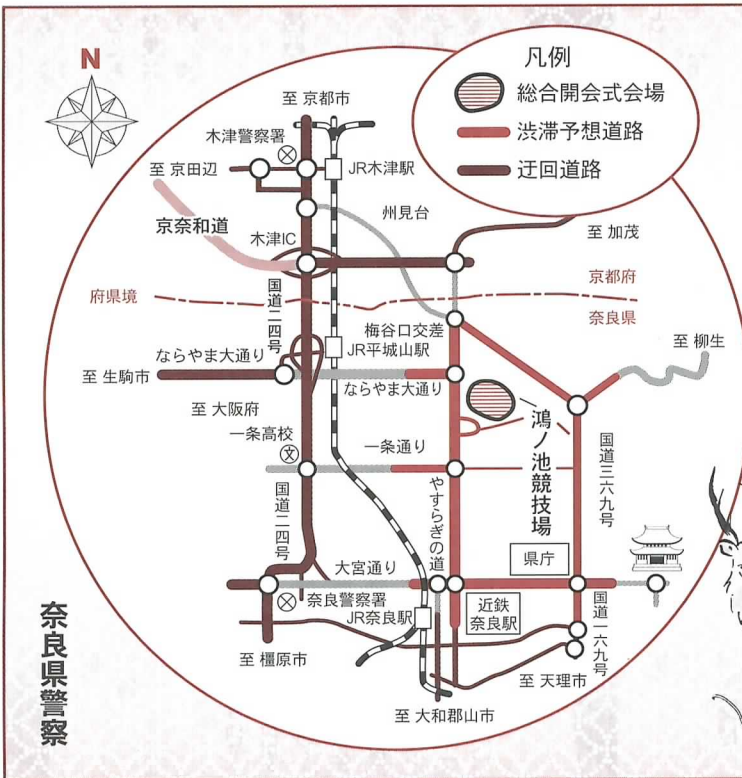 N
凡例
総合開会式会場
渋滞予想道路
迂回道路
至 京都市
木津警察署
至 京田辺
JR木津駅
京奈和道
州見台
木津IC
至 加茂
京都府
府県境
奈良県
国道二四号
梅谷口交差
JR平城山駅
至 柳生
ならやま大通り
至 生駒市
ならやま大通り
至 大阪府
鴻ノ池競技場
一条高校
文
一条通り
国道三六九号
国道二四号
やすらぎの道
大宮通り
県庁
奈良警察署
JR奈良駅
近鉄
奈良駅
国道一六九号
至 橿原市
至 天理市
至 大和郡山市
奈良県警察